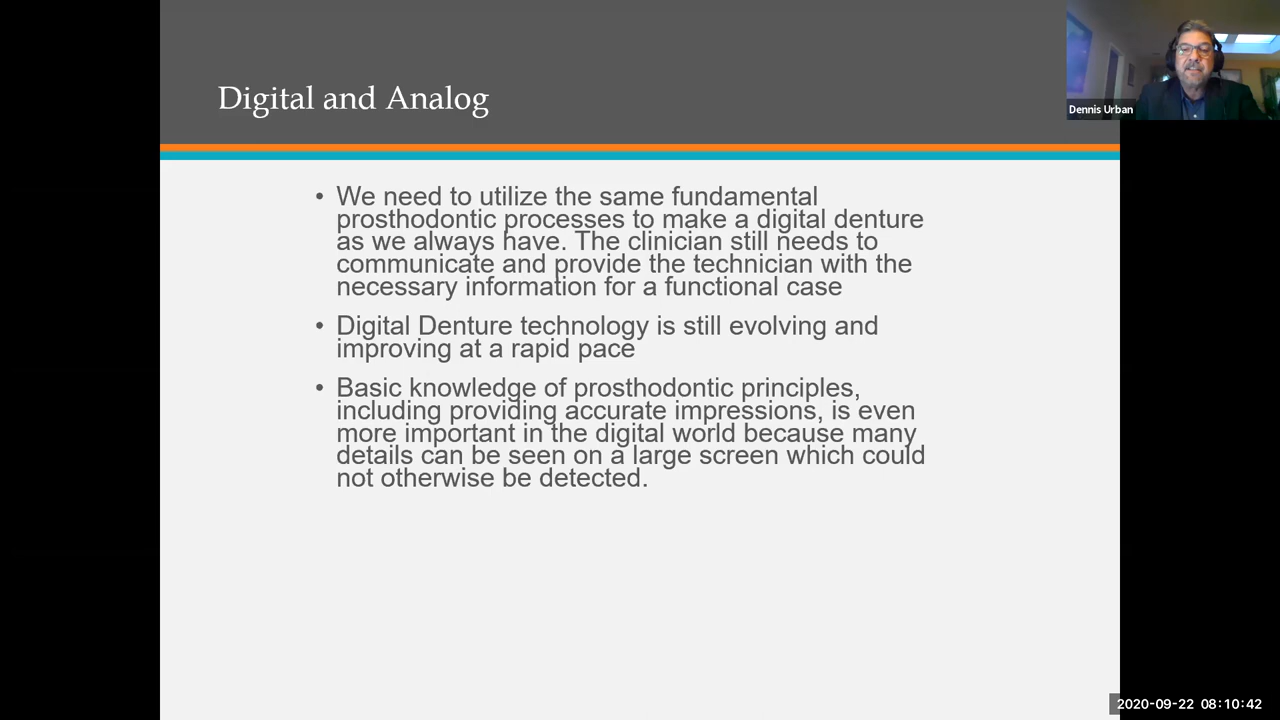 Digital and Analog
Dennis Urban
• We need to utilize the same fundamental
prosthodontic processes to make a digital denture
as we always have. The clinician still needs to
communicate and provide the technician with the
necessary information for a functional case
• Digital Denture technology is still evolving and
improving at a rapid pace
• Basic knowledge of prosthodontic principles,
including providing accurate impressions, is even
more important in the digital world because many
details can be seen on a large screen which could
not otherwise be detected.
2020-09-22 08:10:42